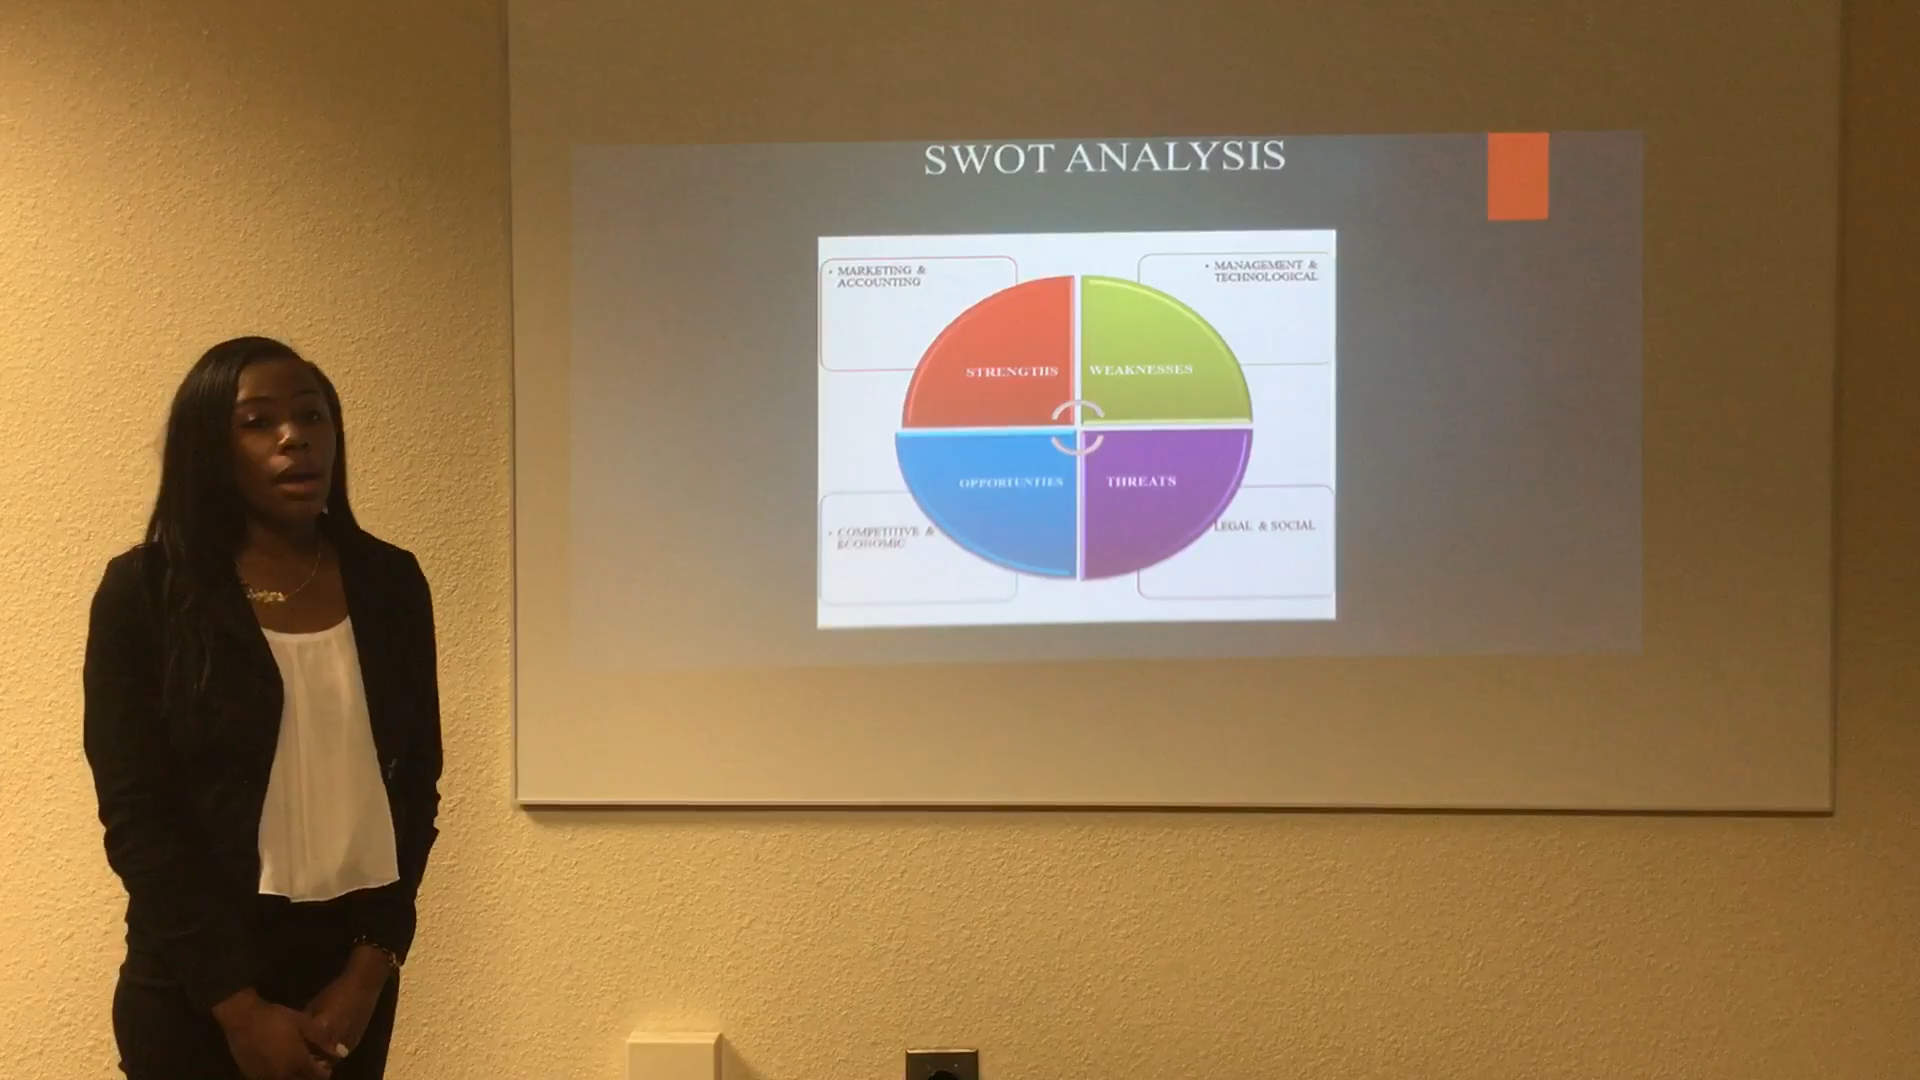 SWOT ANALYSIS
• MARKETING &
ACCOUNTING
• MANAGEMENT &
TECHNOLOGICAL
STRENGTHS
WEAKNESSES
OPPORTUNTIES
THREATS
• COMPETITIVE &
ECONOMIC
LEGAL & SOCIAL